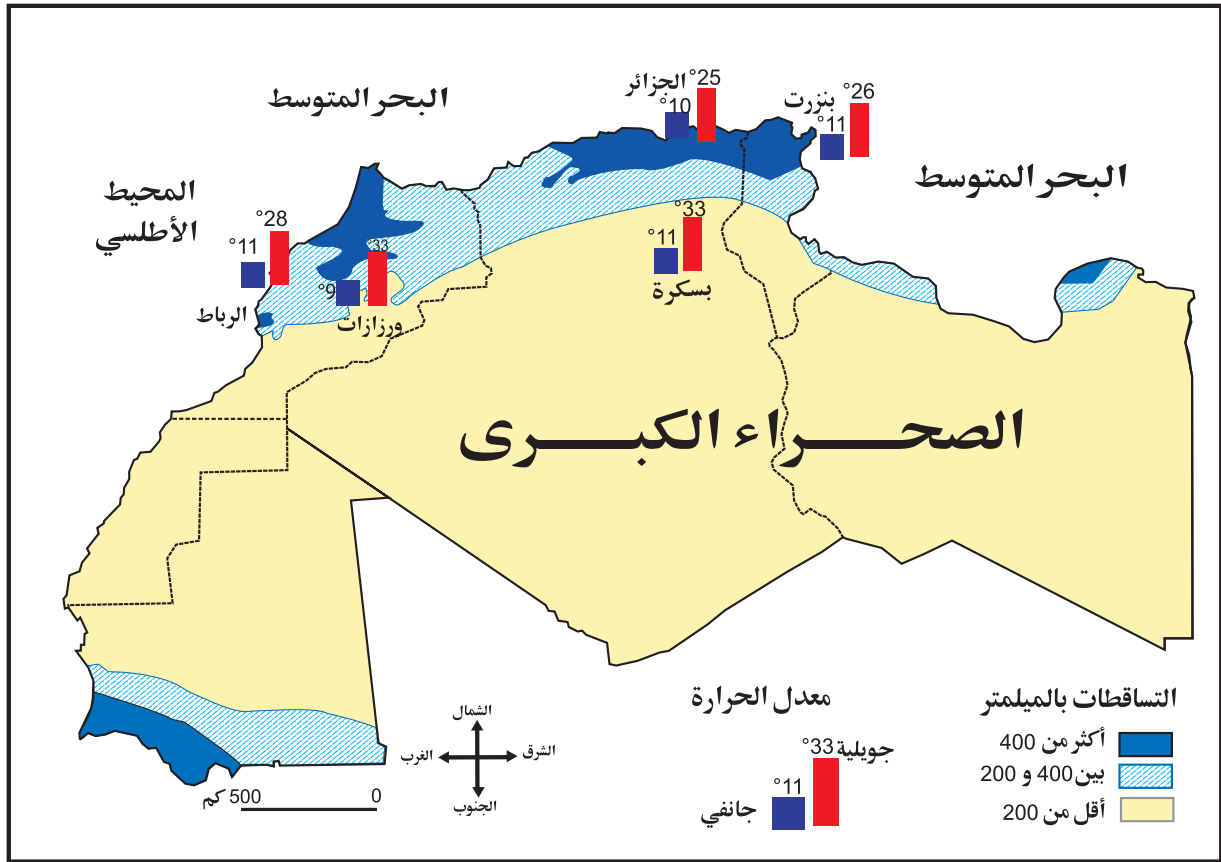 البحر المتوسط
الجزائر
°25
°10
بنزرت
°26
°11
البحر المتوسط
المحيط
الأطلسي
°28
°11
الرباط
°33
°9
ورزازات
°33
°11
بسكرة
الصحراء الكبرى
الشمال
الشرق
الغرب
الجنوب
0
500 كم
معدل الحرارة
جويلية
°33
°11
جانفي
التساقطات بالميلمتر
أكثر من 400
بين 400 و 200
أقل من 200